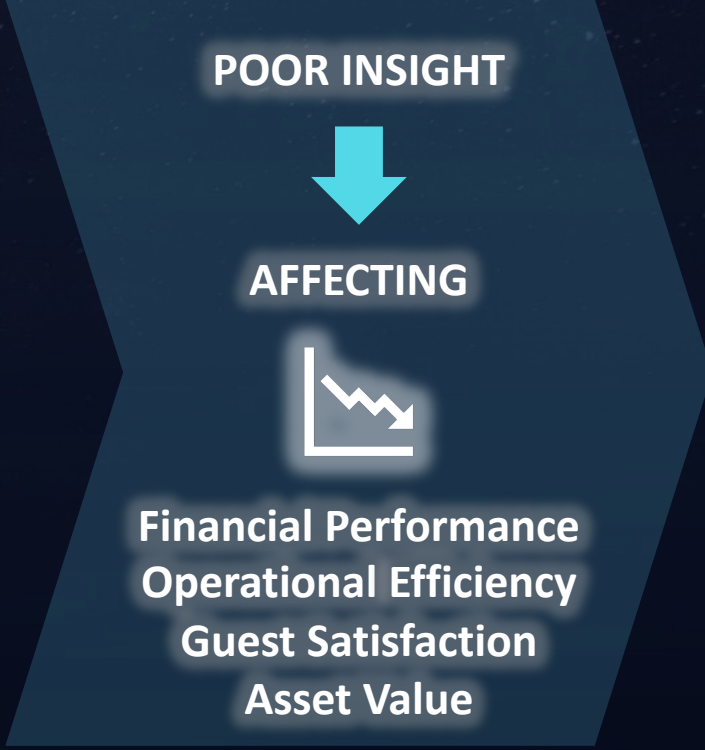 POOR INSIGHT
AFFECTING
Financial Performance
Operational Efficiency
Guest Satisfaction
Asset Value